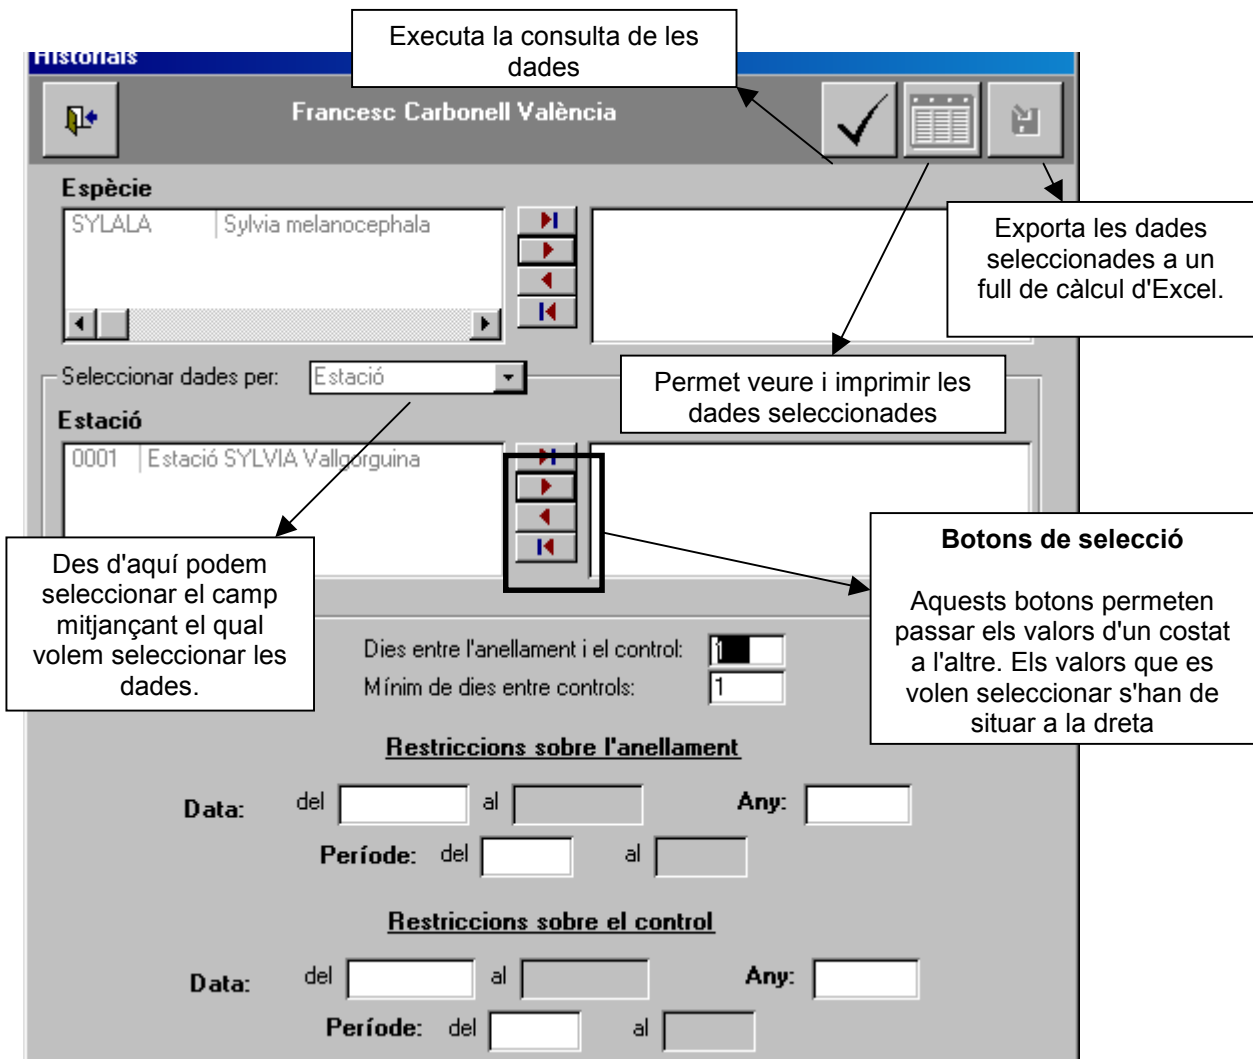 Executa la consulta de les
dades
Historials
Francesc Carbonell València
Espècie
SYLALA Sylvia melanocephala
Exporta les dades
seleccionades a un
full de càlcul d'Excel.
Seleccionar dades per: Estació
Permet veure i imprimir les
dades seleccionades
Estació
0001 Estació SYLVIA Vallgorguina
Des d'aquí podem
seleccionar el camp
mitjançant el qual
volem seleccionar les
dades.
Botons de selecció
Aquests botons permeten
passar els valors d'un costat
a l'altre. Els valors que es
volen seleccionar s'han de
situar a la dreta
Dies entre l'anellament i el control: 1
Mínim de dies entre controls: 1
Restriccions sobre l'anellament
Data: del al Any:
Període: del al
Restriccions sobre el control
Data: del al Any:
Període: del al